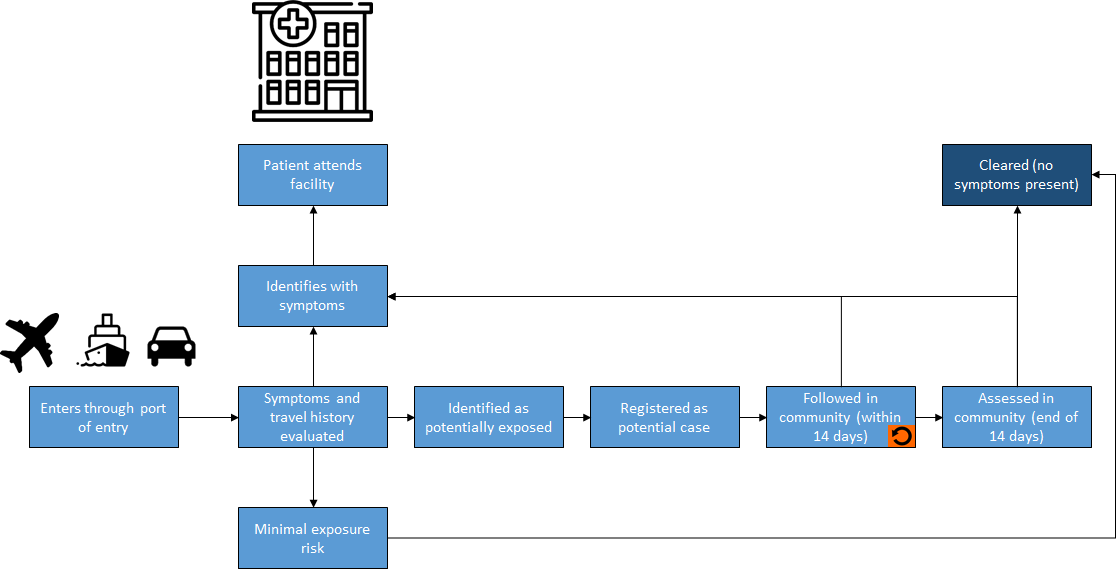 Patient attends
facility
Cleared (no
symptoms present)
Identifies with
symptoms
Enters through port
of entry
Symptoms and
travel history
evaluated
Identified as
potentially exposed
Registered as
potential case
Followed in
community (within
14 days)
Assessed in
community (end of
14 days)
Minimal exposure
risk